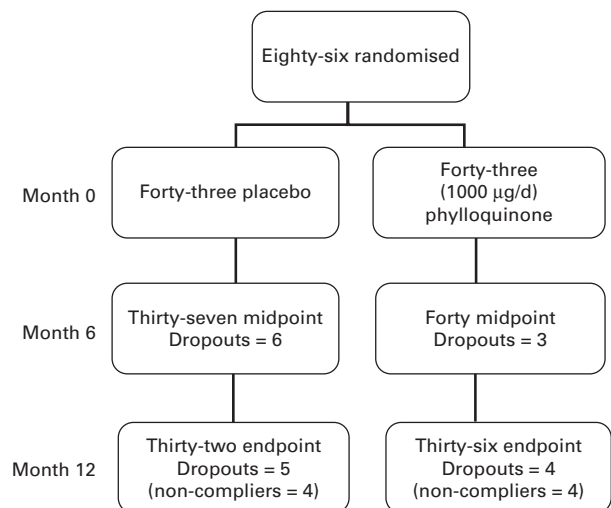 Eighty-six randomised
Month 0
Forty-three placebo
Forty-three
(1000 μg/d)
phylloquinone
Month 6
Thirty-seven midpoint
Dropouts = 6
Forty midpoint
Dropouts = 3
Month 12
Thirty-two endpoint
Dropouts = 5
(non-compliers = 4)
Thirty-six endpoint
Dropouts = 4
(non-compliers = 4)